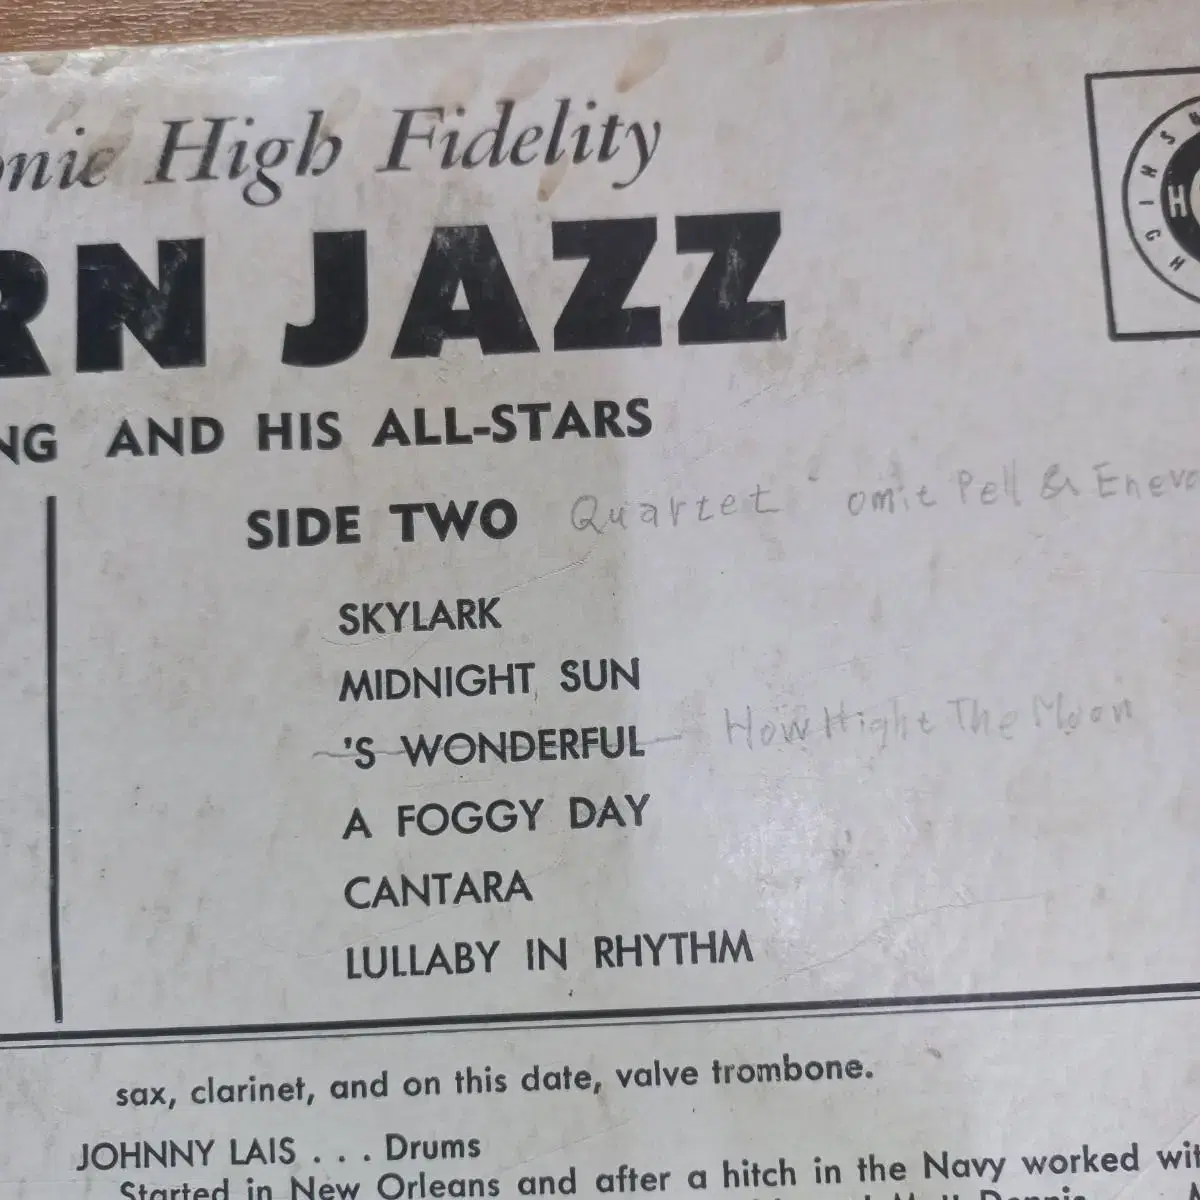 onic High Fidelity
RN JAZZ
NG AND HIS ALL-STARS
SIDE TWO Quartet omit Pell & Eneve
SKYLARK
MIDNIGHT SUN
'S WONDERFUL How Hight The Moon
A FOGGY DAY
CANTARA
LULLABY IN RHYTHM
sax, clarinet, and on this date, valve trombone.
JOHNNY LAIS . . . Drums
Started in New Orleans and after a hitch in the Navy worked wit
HIGINSW
H